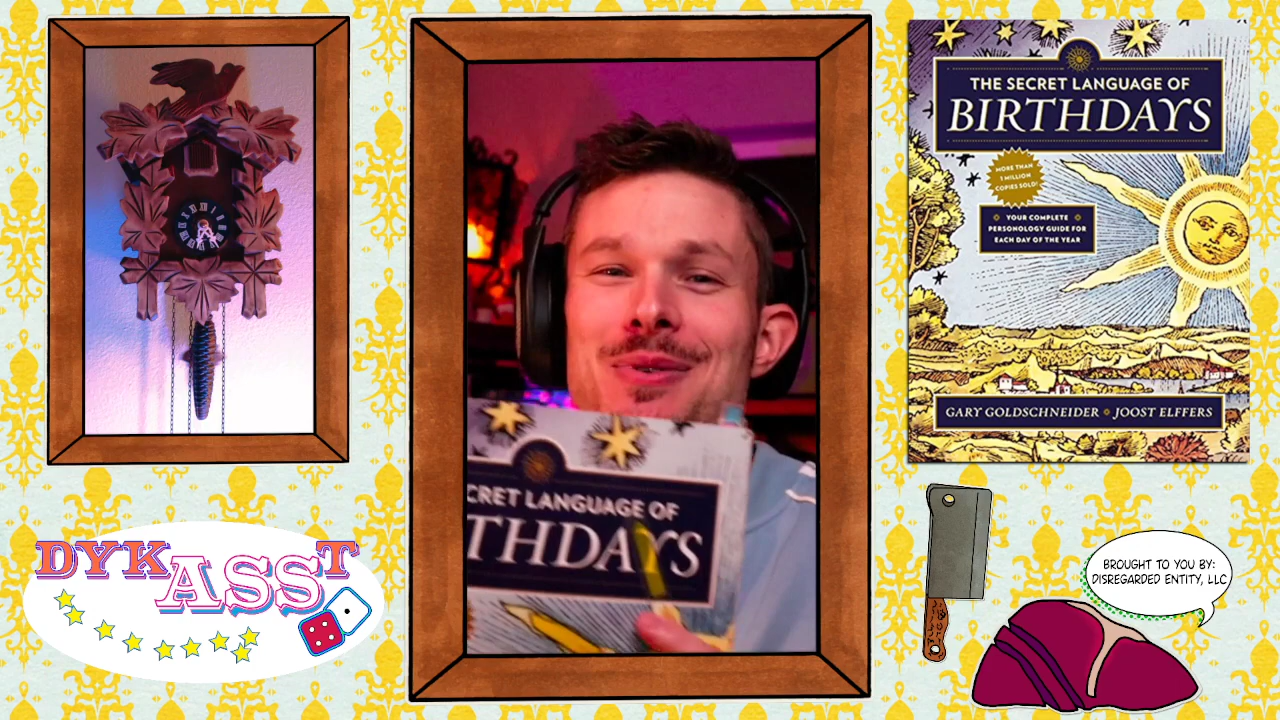 THE SECRET LANGUAGE OF
BIRTHDAYS
MORE THAN
1 MILLION
COPIES SOLD!
YOUR COMPLETE
PERSONOLOGY GUIDE FOR
EACH DAY OF THE YEAR
GARY GOLDSCHNEIDER JOOST ELFFERS
CRET LANGUAGE OF
THDAYS
DYKASST
BROUGHT TO YOU BY:
DISREGARDED ENTITY, LLC